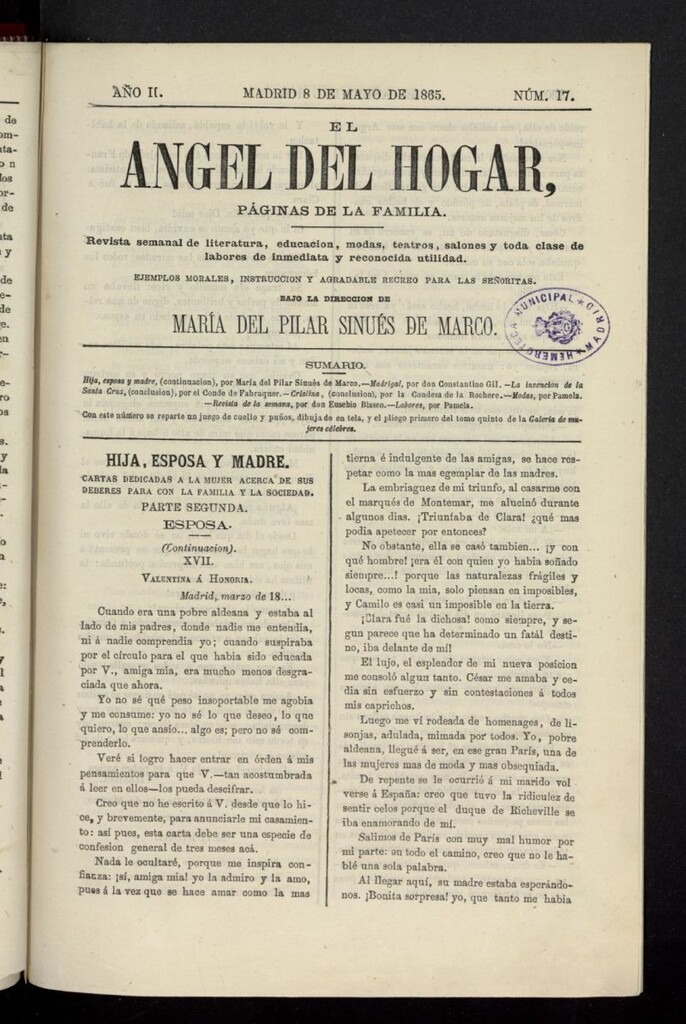 AÑO II. MADRID 8 DE MAYO DE 1865. NÚM. 17.
EL
ANGEL DEL HOGAR,
PÁGINAS DE LA FAMILIA.
Revista semanal de literatura, educacion, modas, teatros, salones y toda clase de
labores de inmediata y reconocida utilidad.
EJEMPLOS MORALES, INSTRUCCION Y AGRADABLE RECREO PARA LAS SEÑORITAS.
BAJO LA DIRECCION DE
MARÍA DEL PILAR SINUÉS DE MARCO.
HEMEROTECA MUNICIPAL MADRID
SUMARIO.
Hija, esposa y madre, (continuacion), por María del Pilar Sinués de Marco.—Madrigal, por don Constantino Gil.—La invencion de la
Santa Cruz, (conclusion), por el Conde de Fabraquer.—Cristina, (conclusion), por la Condesa de la Rochere.—Modas, por Pamela.
—Revista de la semana, por don Eusebio Blasco.—Labores, por Pamela.
Con este número se reparte un juego de cuello y puños, dibujado en tela, y el pliego primero del tomo quinto de la Galería de mu-
jeres célebres.
HIJA, ESPOSA Y MADRE.
CARTAS DEDICADAS A LA MUJER ACERCA DE SUS
DEBERES PARA CON LA FAMILIA Y LA SOCIEDAD.
PARTE SEGUNDA.
ESPOSA.
(Continuacion).
XVII.
VALENTINA Á HONORIA.
Madrid, marzo de 18...
Cuando era una pobre aldeana y estaba al
lado de mis padres, donde nadie me entendia,
ni á nadie comprendia yo; cuando suspiraba
por el círculo para el que habia sido educada
por V., amiga mia, era mucho menos desgra-
ciada que ahora.
Yo no sé qué peso insoportable me agobia
y me consume: yo no sé lo que deseo, lo que
quiero, lo que ansío... algo es; pero no sé com-
prenderlo.
Veré si logro hacer entrar en órden á mis
pensamientos para que V.—tan acostumbrada
á leer en ellos—los pueda descifrar.
Creo que no he escrito á V. desde que lo hi-
ce, y brevemente, para anunciarle mi casamien-
to: así pues, esta carta debe ser una especie de
confesion general de tres meses acá.
Nada le ocultaré, porque me inspira con-
fianza: ¡sí, amiga mia! yo la admiro y la amo,
pues á la vez que se hace amar como la mas
tierna é indulgente de las amigas, se hace res-
petar como la mas egemplar de las madres.
La embriaguez de mi triunfo, al casarme con
el marqués de Montemar, me alucinó durante
algunos dias. ¡Triunfaba de Clara! ¿qué mas
podia apetecer por entonces?
No obstante, ella se casó tambien... ¡y con
qué hombre! ¡era él con quien yo habia soñado
siempre...! porque las naturalezas frágiles y
locas, como la mia, solo piensan en imposibles,
y Camilo es casi un imposible en la tierra.
¡Clara fué la dichosa! como siempre, y se-
gun parece que ha determinado un fatál desti-
no, iba delante de mí!
El lujo, el esplendor de mi nueva posicion
me consoló algun tanto. César me amaba y ce-
dia sin esfuerzo y sin contestaciones á todos
mis caprichos.
Luego me ví rodeada de homenages, de li-
sonjas, adulada, mimada por todos. Yo, pobre
aldeana, llegué á ser, en ese gran París, una de
las mujeres mas de moda y mas obsequiada.
De repente se le ocurrió á mi marido vol
verse á España: creo que tuvo la ridiculez de
sentir celos porque el duque de Richeville se
iba enamorando de mí.
Salimos de París con muy mal humor por
mi parte: en todo el camino, creo que no le ha-
blé una sola palabra.
Al llegar aquí, su madre estaba esperándo-
nos. ¡Bonita sorpresa! yo, que tanto me habia